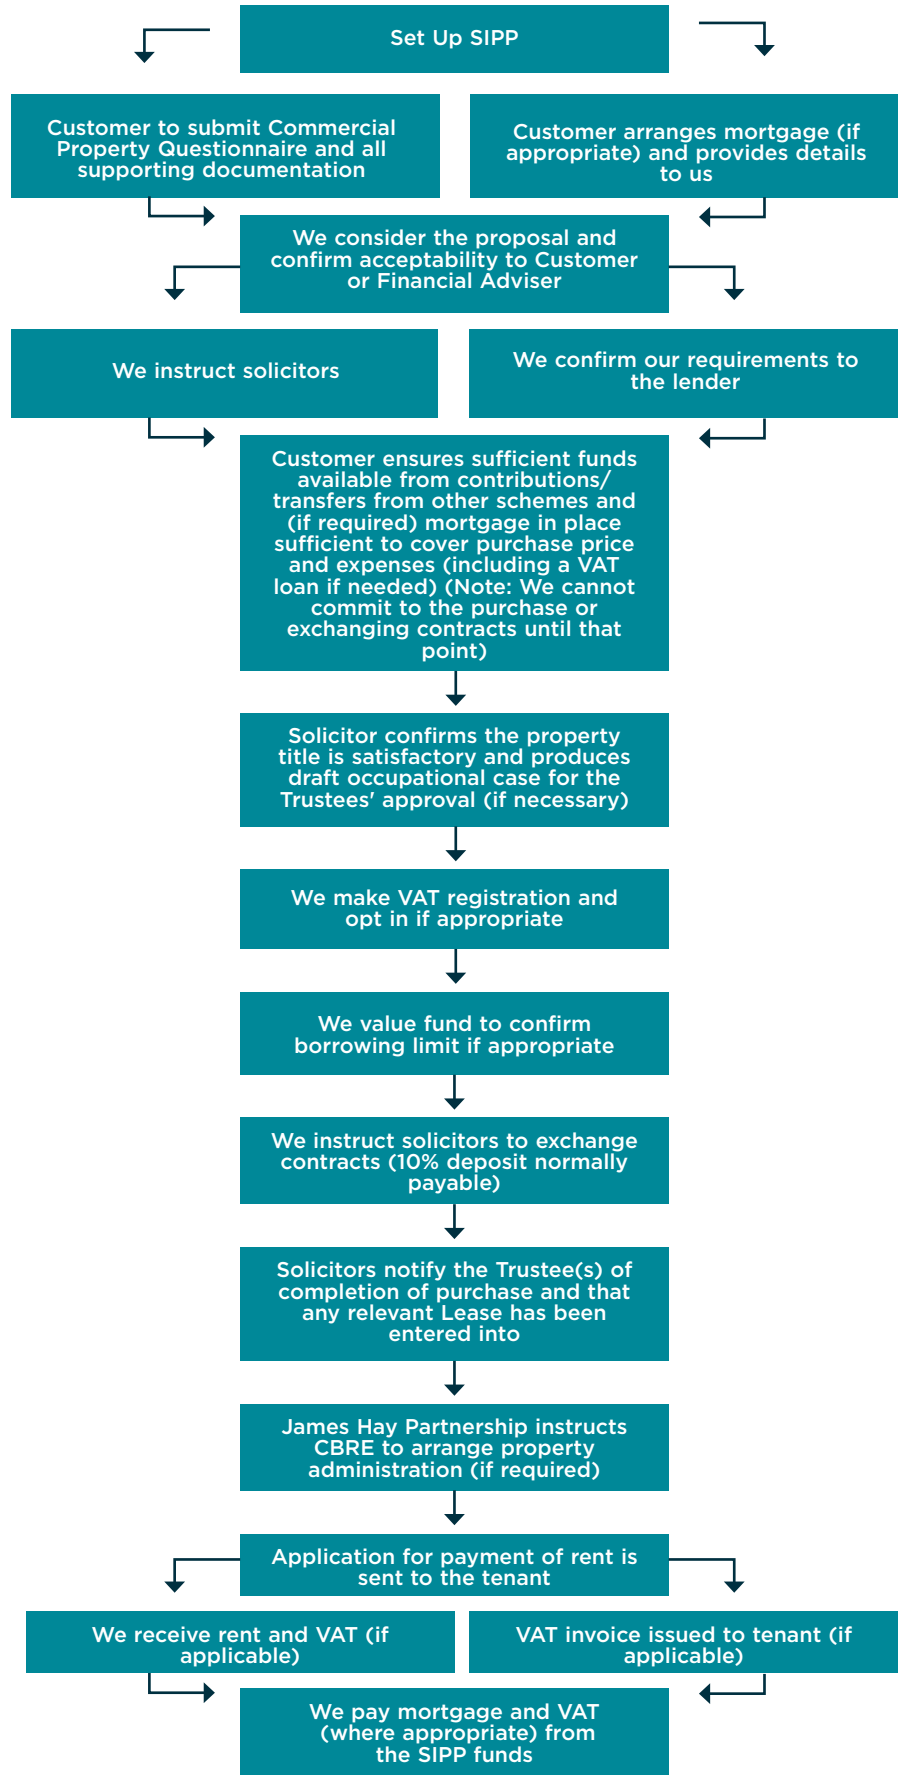 Set Up SIPP
Customer to submit Commercial
Property Questionnaire and all
supporting documentation
Customer arranges mortgage (if
appropriate) and provides details
to us
We consider the proposal and
confirm acceptability to Customer
or Financial Adviser
We instruct solicitors
We confirm our requirements to
the lender
Customer ensures sufficient funds
available from contributions/
transfers from other schemes and
(if required) mortgage in place
sufficient to cover purchase price
and expenses (including a VAT
loan if needed) (Note: We cannot
commit to the purchase or
exchanging contracts until that
point)
Solicitor confirms the property
title is satisfactory and produces
draft occupational case for the
Trustees' approval (if necessary)
We make VAT registration and
opt in if appropriate
We value fund to confirm
borrowing limit if appropriate
We instruct solicitors to exchange
contracts (10% deposit normally
payable)
Solicitors notify the Trustee(s) of
completion of purchase and that
any relevant Lease has been
entered into
James Hay Partnership instructs
CBRE to arrange property
administration (if required)
Application for payment of rent is
sent to the tenant
We receive rent and VAT (if
applicable)
VAT invoice issued to tenant (if
applicable)
We pay mortgage and VAT
(where appropriate) from
the SIPP funds